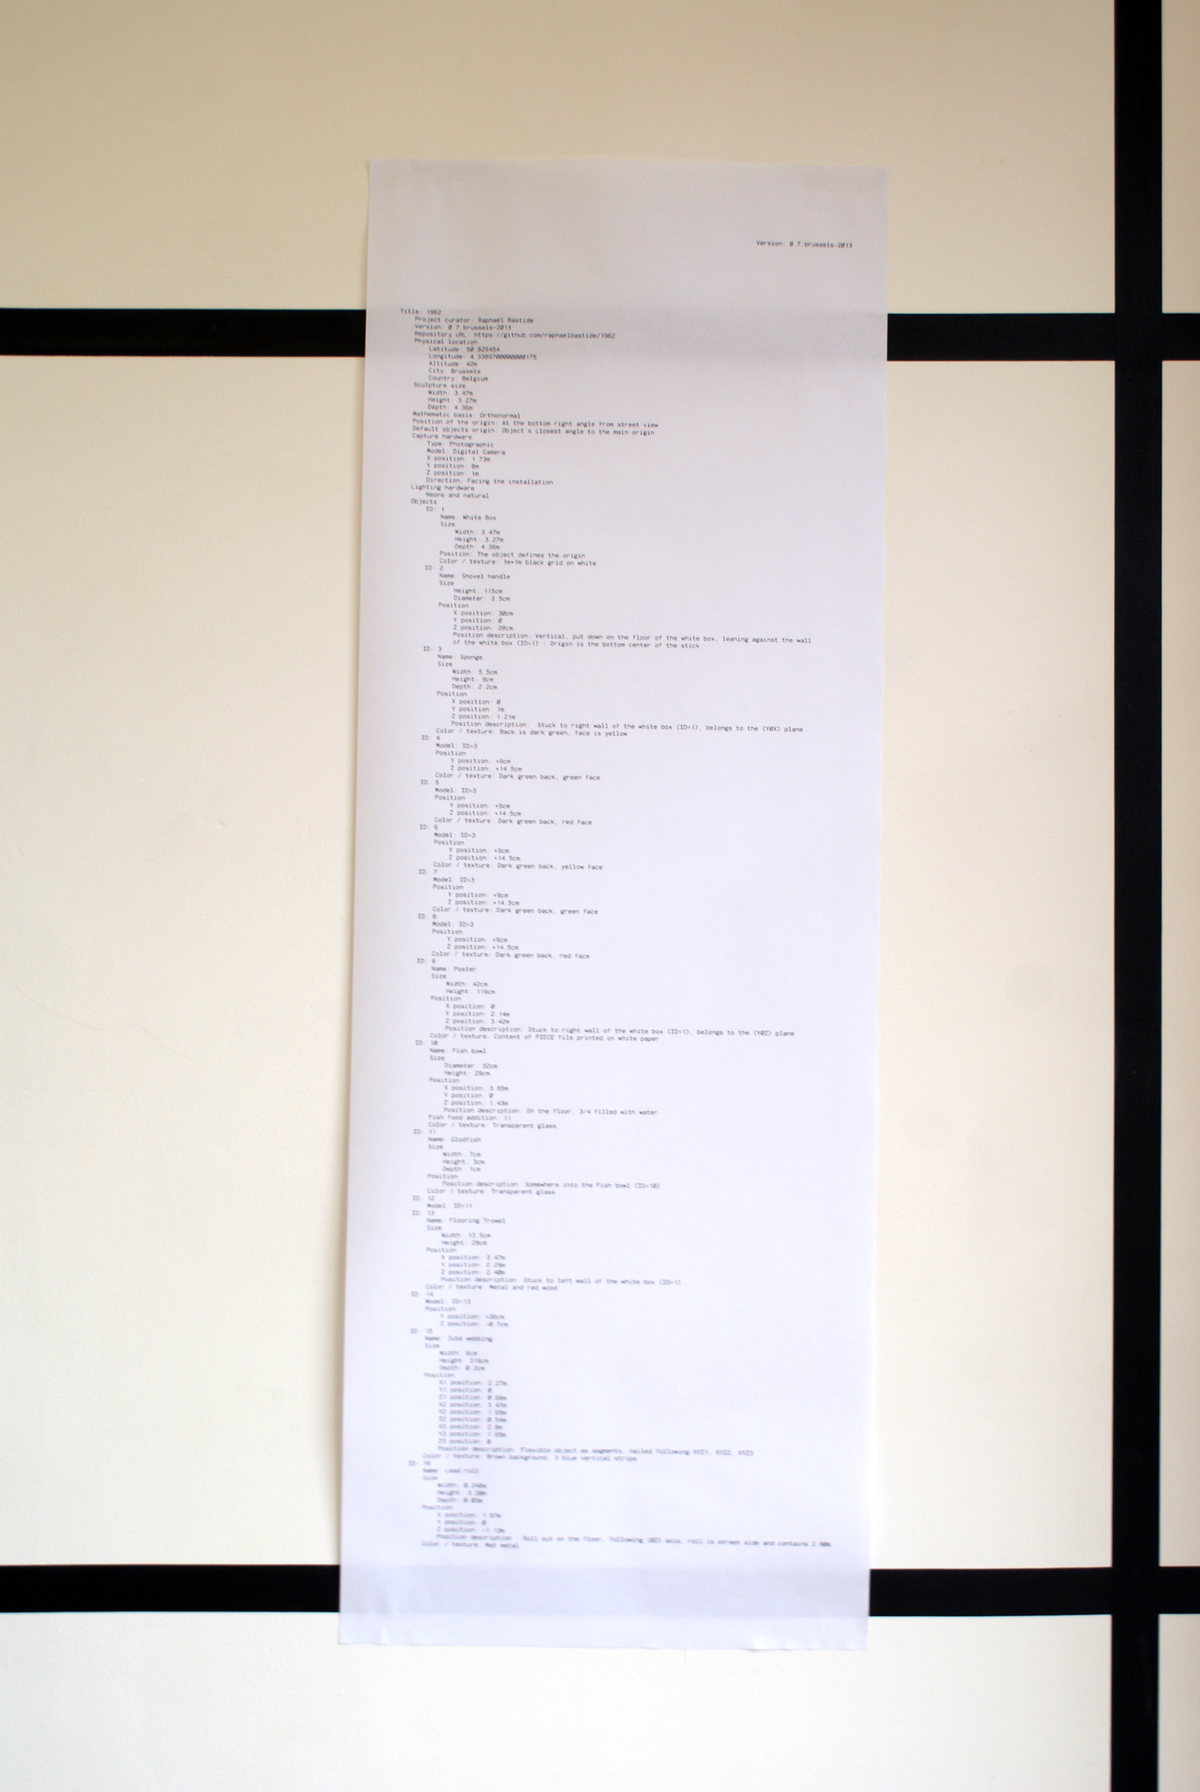 Version: 0.7.brussels-2013
Title: 1962
Project curator: Raphaël Bastide
Version: 0.7.brussels-2013
Repository URL: https://github.com/raphaelbastide/1962
Physical location
Latitude: 50.829454
Longitude:
Altitude: 42m
City: Brussels
Country: Belgium
Sculpture size
Width: 3.47m
Height: 3.27m
Depth: 4.36m
Mathematic basis: Orthonormal
Position of the origin: At the bottom right angle from street view
Default objects origin: Object's closest angle to the main origin
Capture hardware
Type: Photographic
Model: Digital Camera
X position: 1.73m
Y position: 0m
Z position: 1m
Direction: Facing the installation
Lighting hardware
Neons and natural
Objects
ID: 1
Name: White Box
Size
Width: 3.47m
Height: 3.27m
Depth: 4.36m
Position: The object defines the origin
Color / texture: 1m*1m black grid on white
ID: 2
Name: Shovel handle
Size
Height: 115cm
Diameter: 3.5cm
Position
X position: 30cm
Y position: 0
Z position: 28cm
Position description: Vertical, put down on the floor of the white box, leaning against the wall
of the white box (ID=1) ; Origin is the bottom center of the stick
ID: 3
Name: Sponge
Size
Width: 5.5cm
Height: 9cm
Depth: 2.2cm
Position
X position: 0
Y position: 1m
Z position: 1.21m
Position description: Stuck to right wall of the white box (ID=1), belongs to the (Y0X) plane
Color / texture: Back is dark green, face is yellow
ID: 4
Model: ID=3
Position
Y position: +9cm
Z position: +14.5cm
Color / texture: Dark green back, green face
ID: 5
Model: ID=3
Position
Y position: +9cm
Z position: +14.5cm
Color / texture: Dark green back, red face
ID: 6
Model: ID=3
Position
Y position: +9cm
Z position: +14.5cm
Color / texture: Dark green back, yellow face
ID: 7
Model: ID=3
Position
Y position: +9cm
Z position: +14.5cm
Color / texture: Dark green back, green face
ID: 8
Model: ID=3
Position
Y position: +9cm
Z position: +14.5cm
Color / texture: Dark green back, red face
ID: 9
Name: Poster
Size
Width: 42cm
Height: 119cm
Position
X position: 0
Y position: 2.14m
Z position: 3.42m
Position description: Stuck to right wall of the white box (ID=1), belongs to the (Y0Z) plane
Color / texture: Content of PIECE file printed on white paper
ID: 10
Name: Fish bowl
Size
Diameter: 32cm
Height: 29cm
Position
X position: 3.05m
Y position: 0
Z position: 1.43m
Position description: On the floor, 3/4 filled with water
Fish food addition: 11
Color / texture: Transparent glass
ID: 11
Name: Glodfish
Size
Width: 7cm
Height: 3cm
Depth: 1cm
Position
Position description: Somewhere into the fish bowl (ID=10)
Color / texture: Transparent glass
ID: 12
Model: ID=11
ID: 13
Name: Flooring Trowel
Size
Width: 13.5cm
Height: 28cm
Position
X position: 3.47m
Y position: 2.29m
Z position: 2.40m
Position description: Stuck to left wall of the white box (ID=1)
Color / texture: Metal and red wood
ID: 14
Model: ID=13
Position
Y position:
Z position: -0.7cm
ID: 15
Name: Jute webbing
Size
Width:
Height:
Depth: 0.2cm
Position
X1 position: 2.27m
Y1 position: 0
Z1 position:
X2 position: 3.47m
Y2 position: 1.93m
Z2 position:
X3 position:
Y3 position: 1.93m
Z3 position: 0
Position description: Flexible object as segments, nailed following XYZ1, XYZ2, XYZ3
Color / texture: Brown background, 3 blue vertical strips
ID: 16
Name: Lead roll
Size
Width:
Height:
Depth:
Position
X position: 1.87m
Y position: 0
Z position:
Position description: Roll out on the floor, following axis, roll is street side and contains
Color / texture: Mat metal